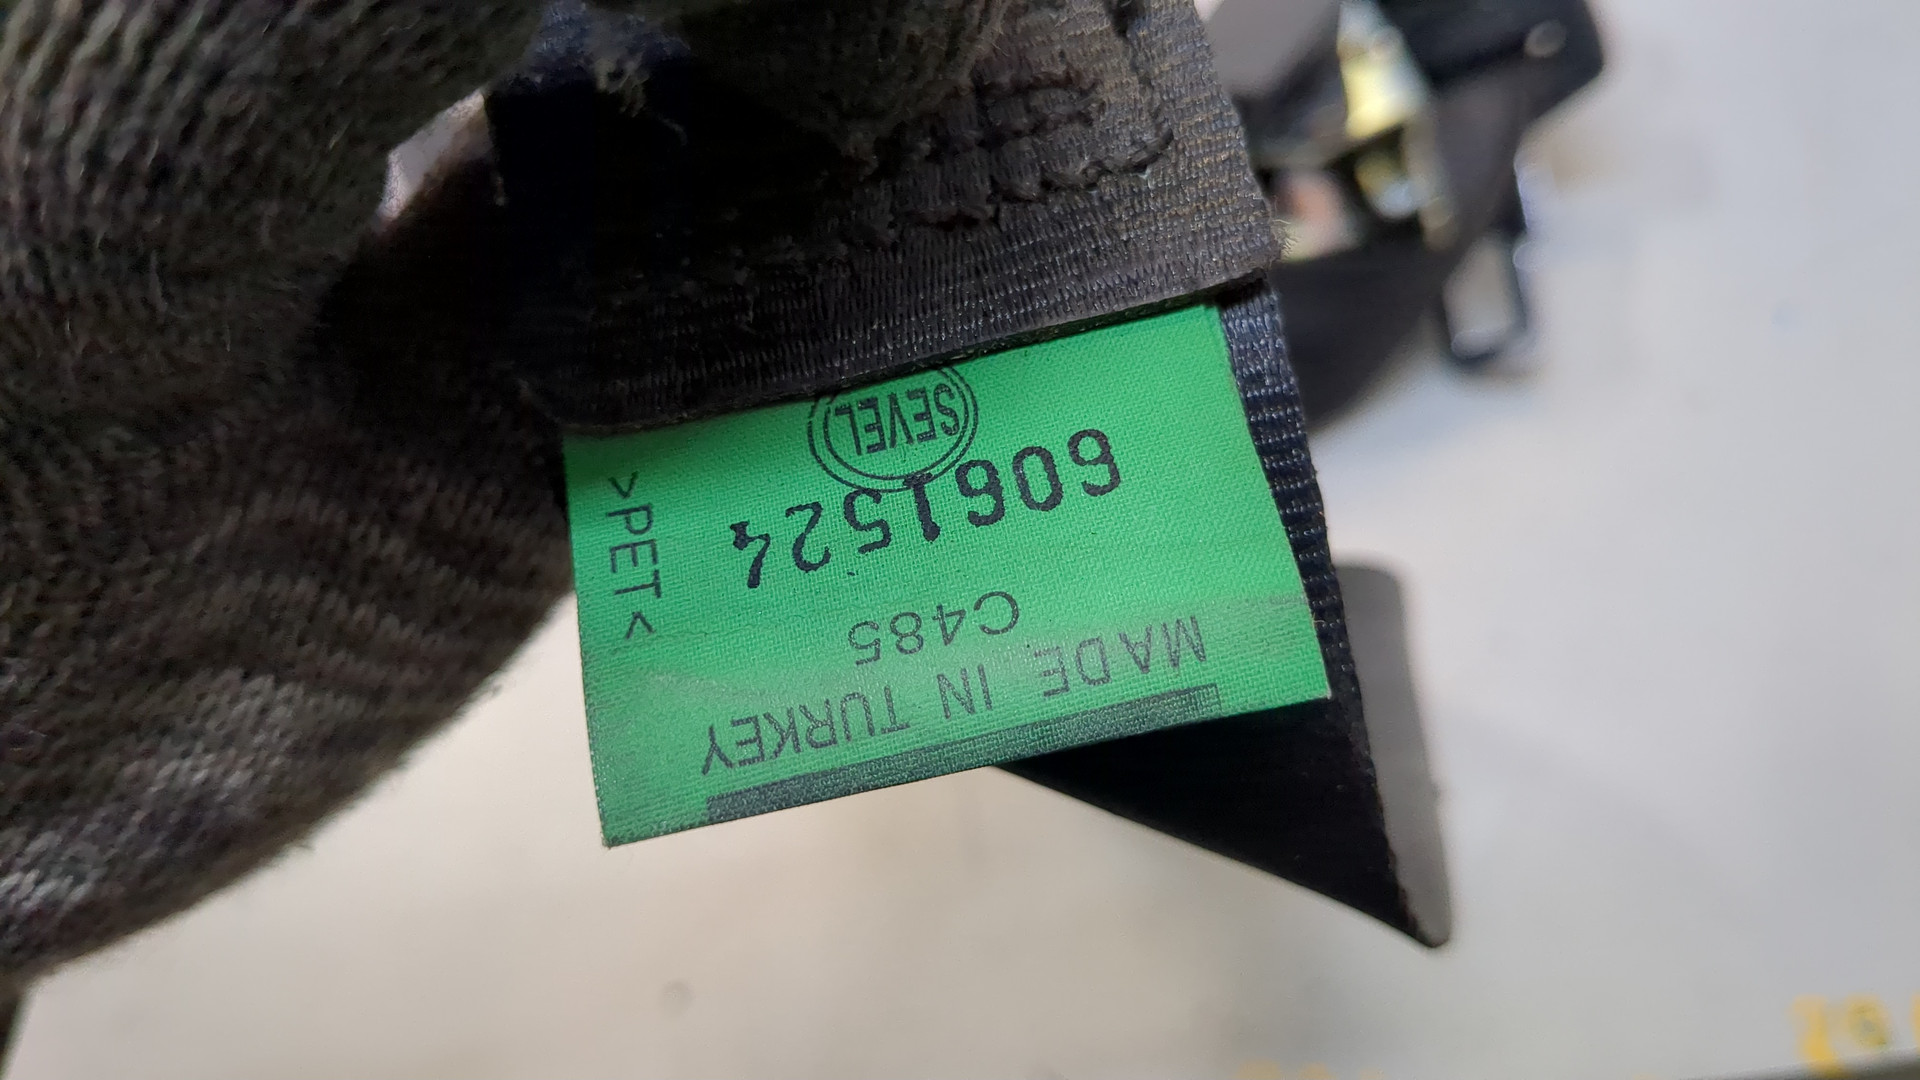 MADE IN TURKEY
C485
6061524
SEVEL
>PET<